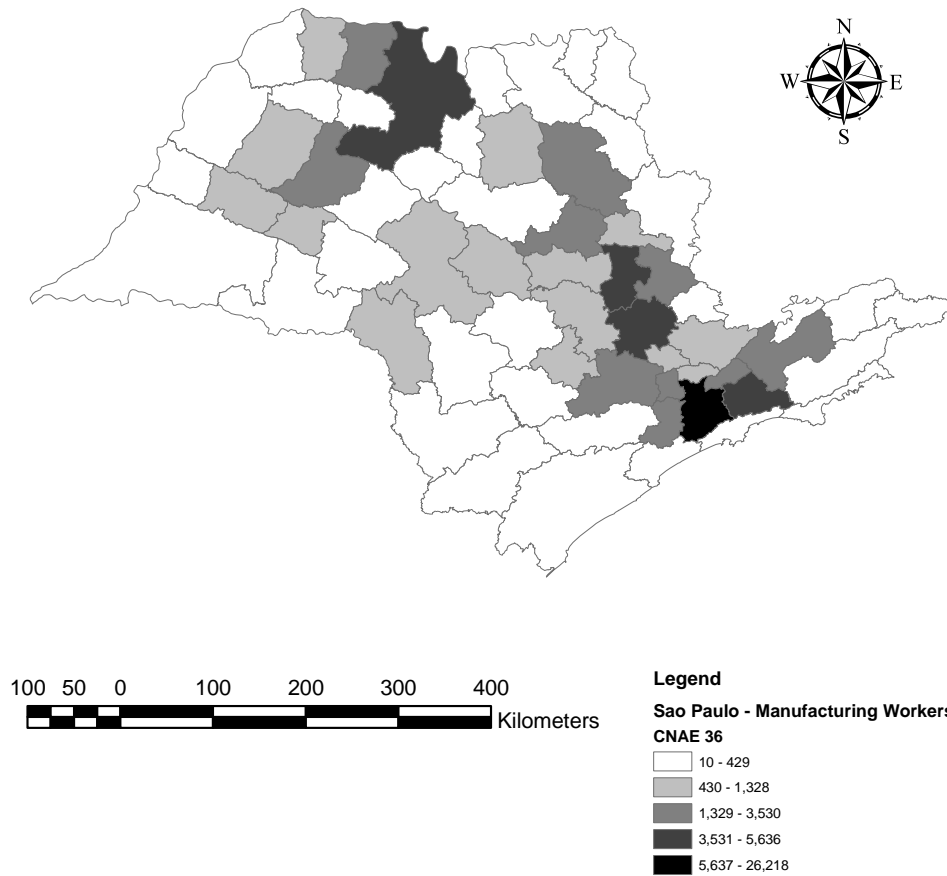 N
W E
S
100 50 0 100 200 300 400
Kilometers
Legend
Sao Paulo - Manufacturing Workers
CNAE 36
10 - 429
430 - 1,328
1,329 - 3,530
3,531 - 5,636
5,637 - 26,218